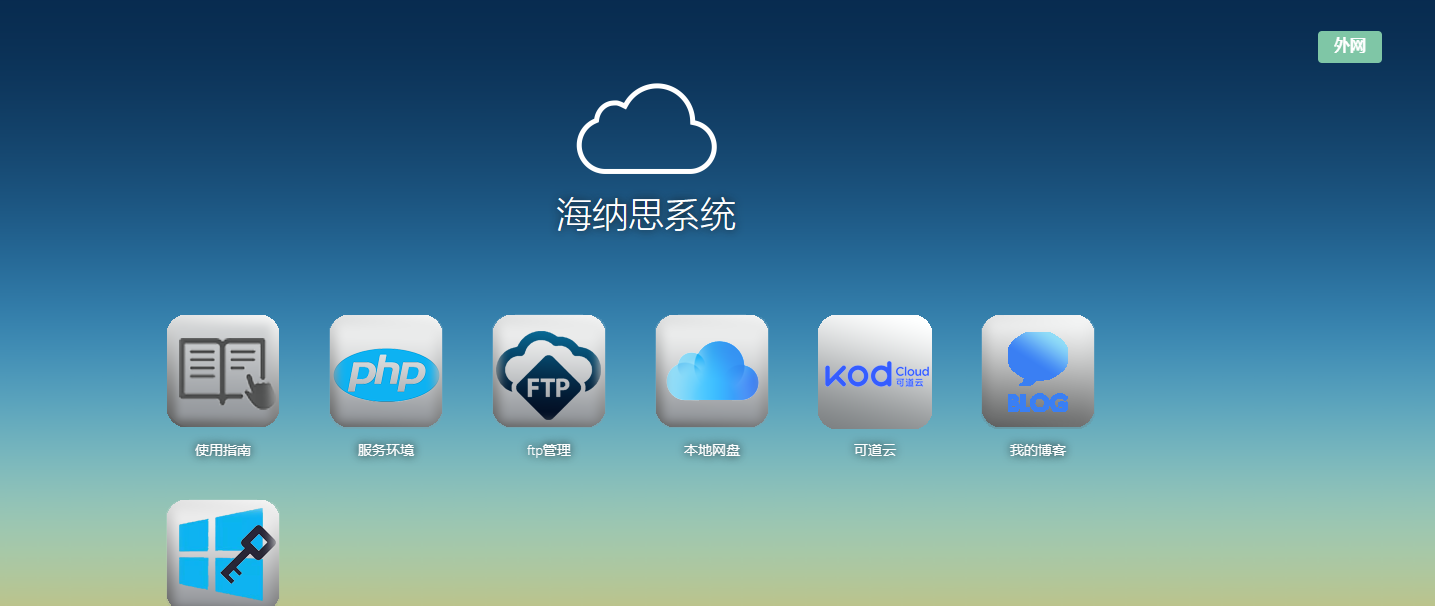 外网
海纳思系统
php
FTP
kod Cloud
可道云
BLOG
使用指南
服务环境
ftp管理
本地网盘
可道云
我的博客